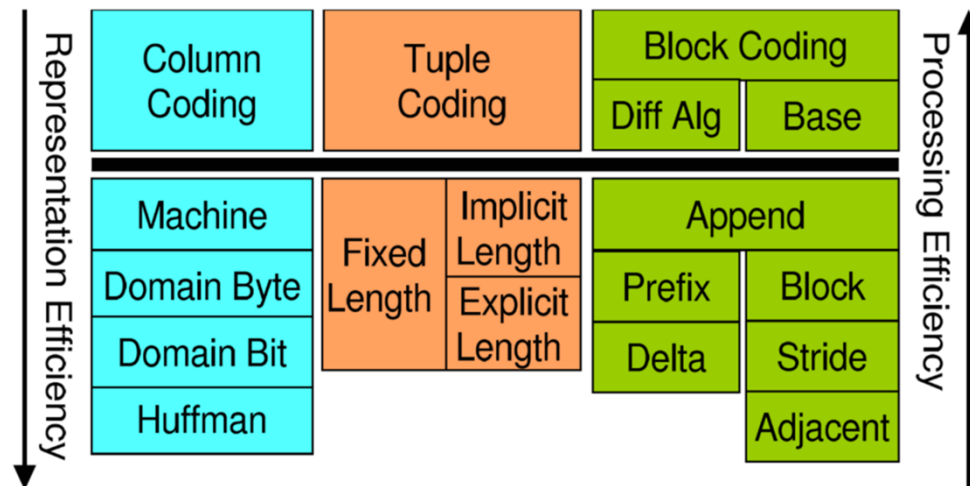 Representation Efficiency
Column
Coding
Tuple
Coding
Block Coding
Diff Alg
Base
Machine
Domain Byte
Domain Bit
Huffman
Fixed
Length
Implicit
Length
Explicit
Length
Append
Prefix
Block
Delta
Stride
Adjacent
Processing Efficiency